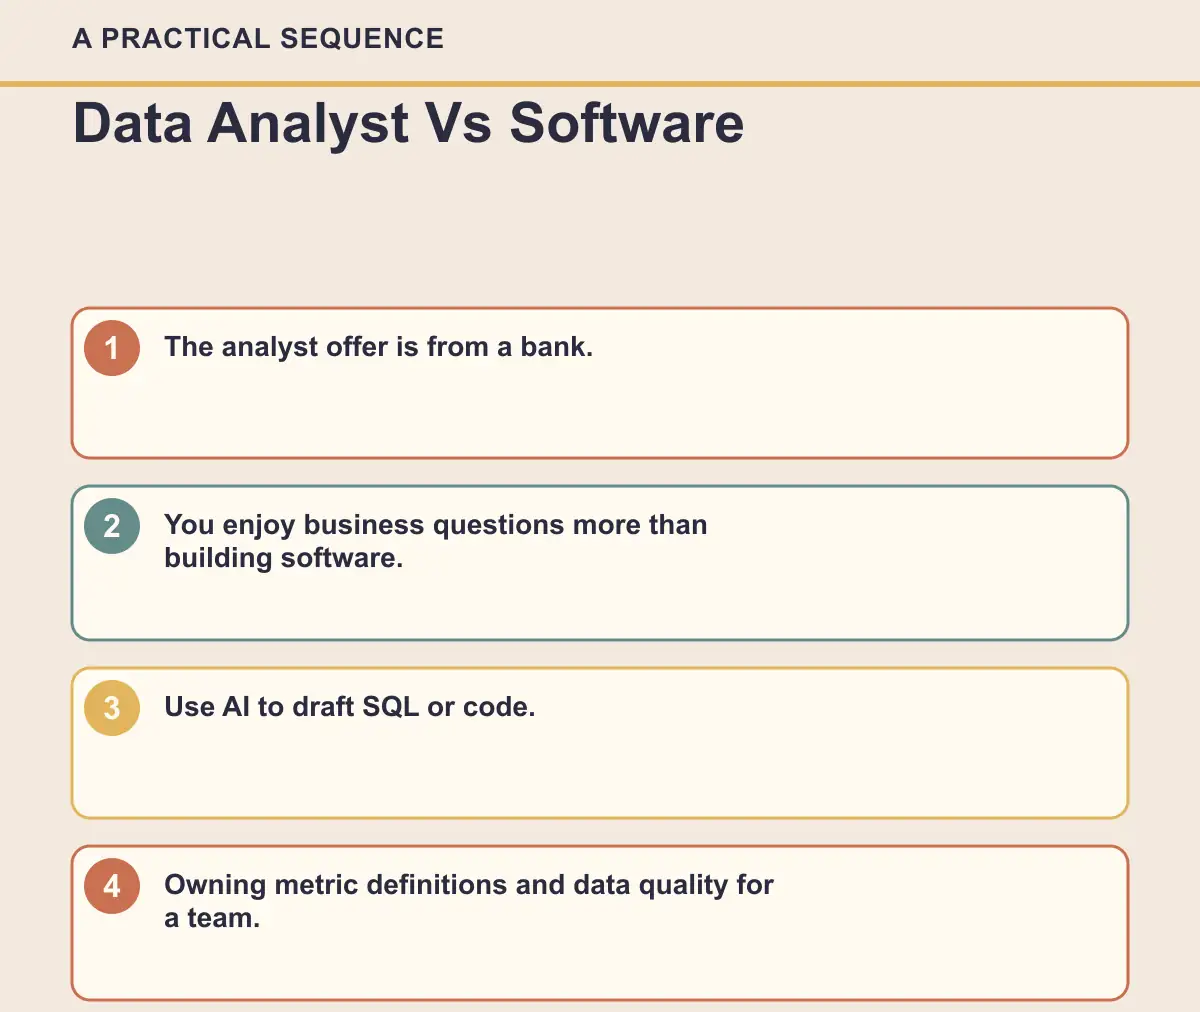 A PRACTICAL SEQUENCE
Data Analyst Vs Software
1
The analyst offer is from a bank.
2
You enjoy business questions more than
building software.
3
Use AI to draft SQL or code.
4
Owning metric definitions and data quality for
a team.